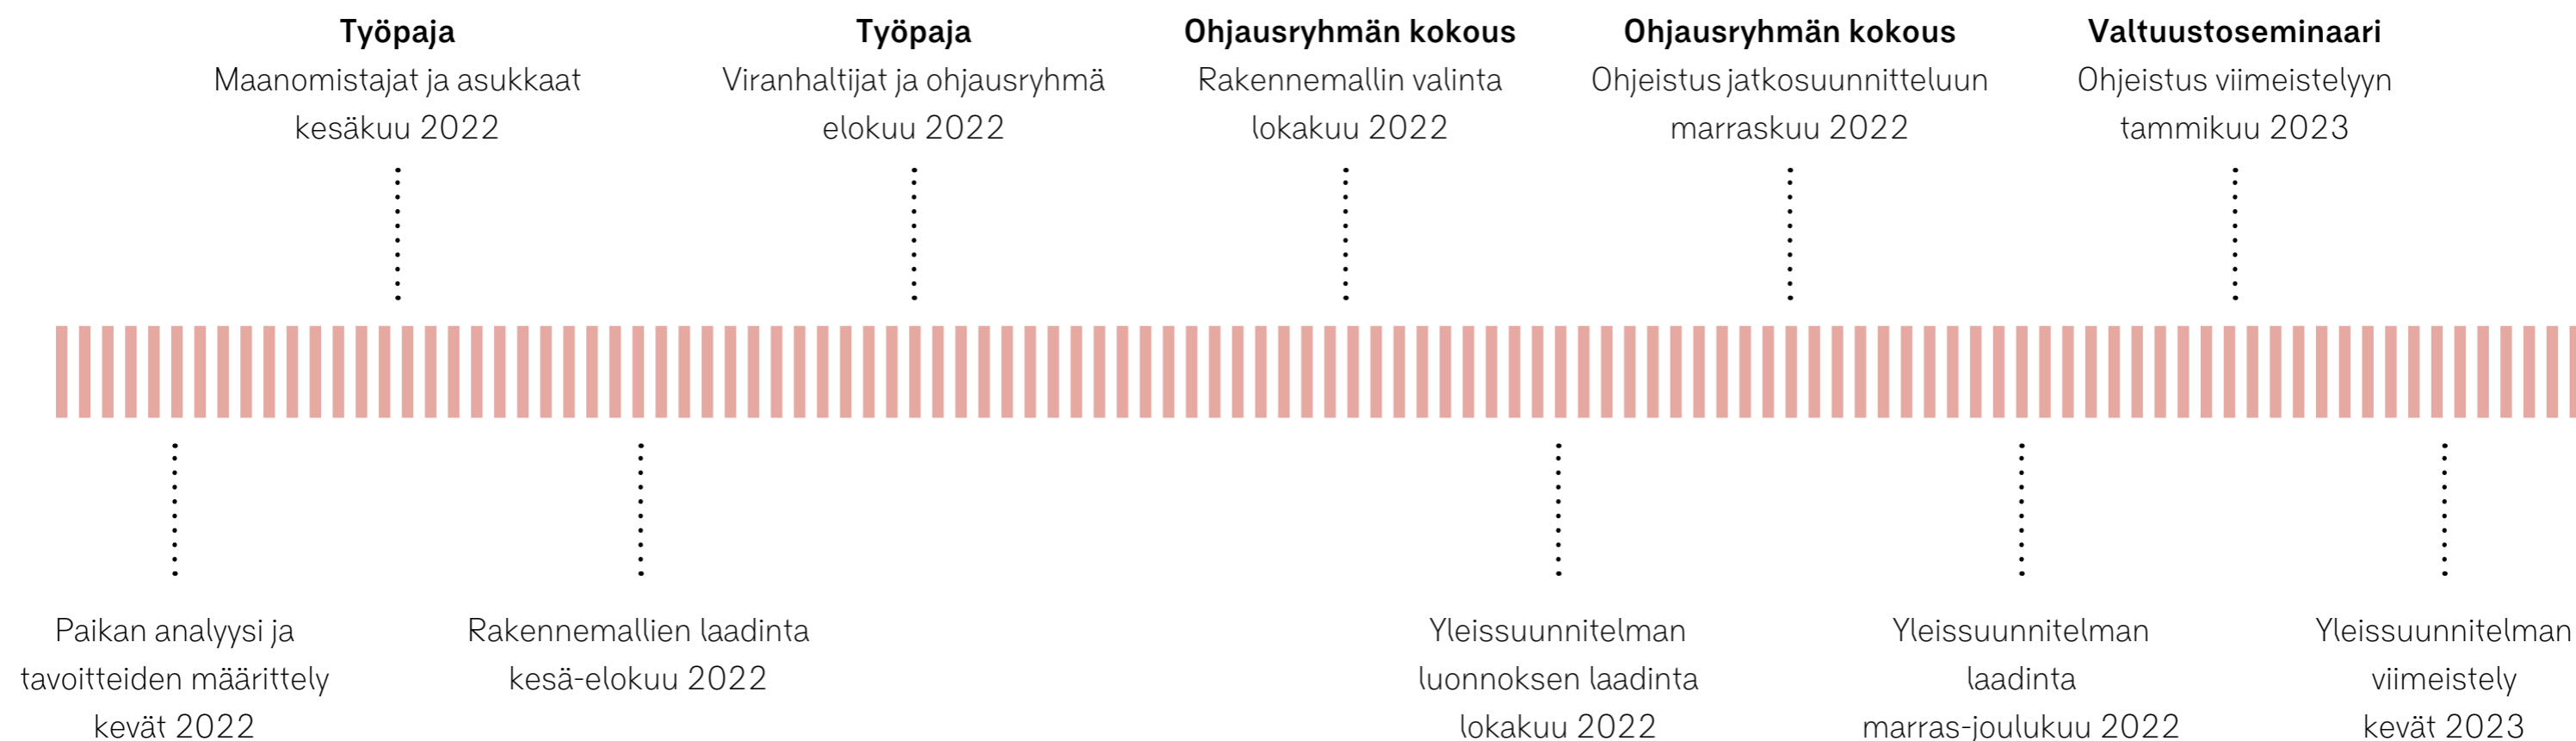 Työpaja
Maanomistajat ja asukkaat
kesäkuu 2022
Työpaja
Viranhaltijat ja ohjausryhmä
elokuu 2022
Ohjausryhmän kokous
Rakennemallin valinta
lokakuu 2022
Ohjausryhmän kokous
Ohjeistus jatkosuunnitteluun
marraskuu 2022
Valtuustoseminaari
Ohjeistus viimeistelyyn
tammikuu 2023
Paikan analyysi ja
tavoitteiden määrittely
kevät 2022
Rakennemallien laadinta
kesä-elokuu 2022
Yleissuunnitelman
luonnoksen laadinta
lokakuu 2022
Yleissuunnitelman
laadinta
marras-joulukuu 2022
Yleissuunnitelman
viimeistely
kevät 2023